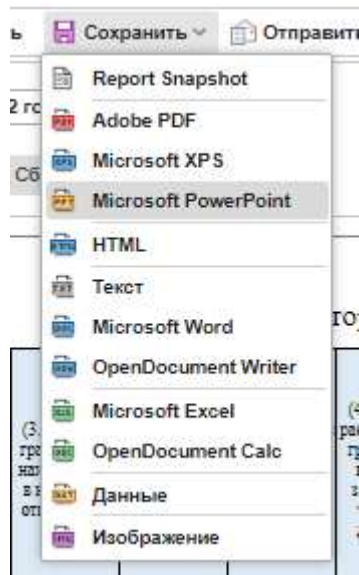 Сохранить
Отправить
Report Snapshot
Adobe PDF
Microsoft XPS
Microsoft PowerPoint
HTML
Текст
Microsoft Word
OpenDocument Writer
Microsoft Excel
OpenDocument Calc
Данные
Изображение